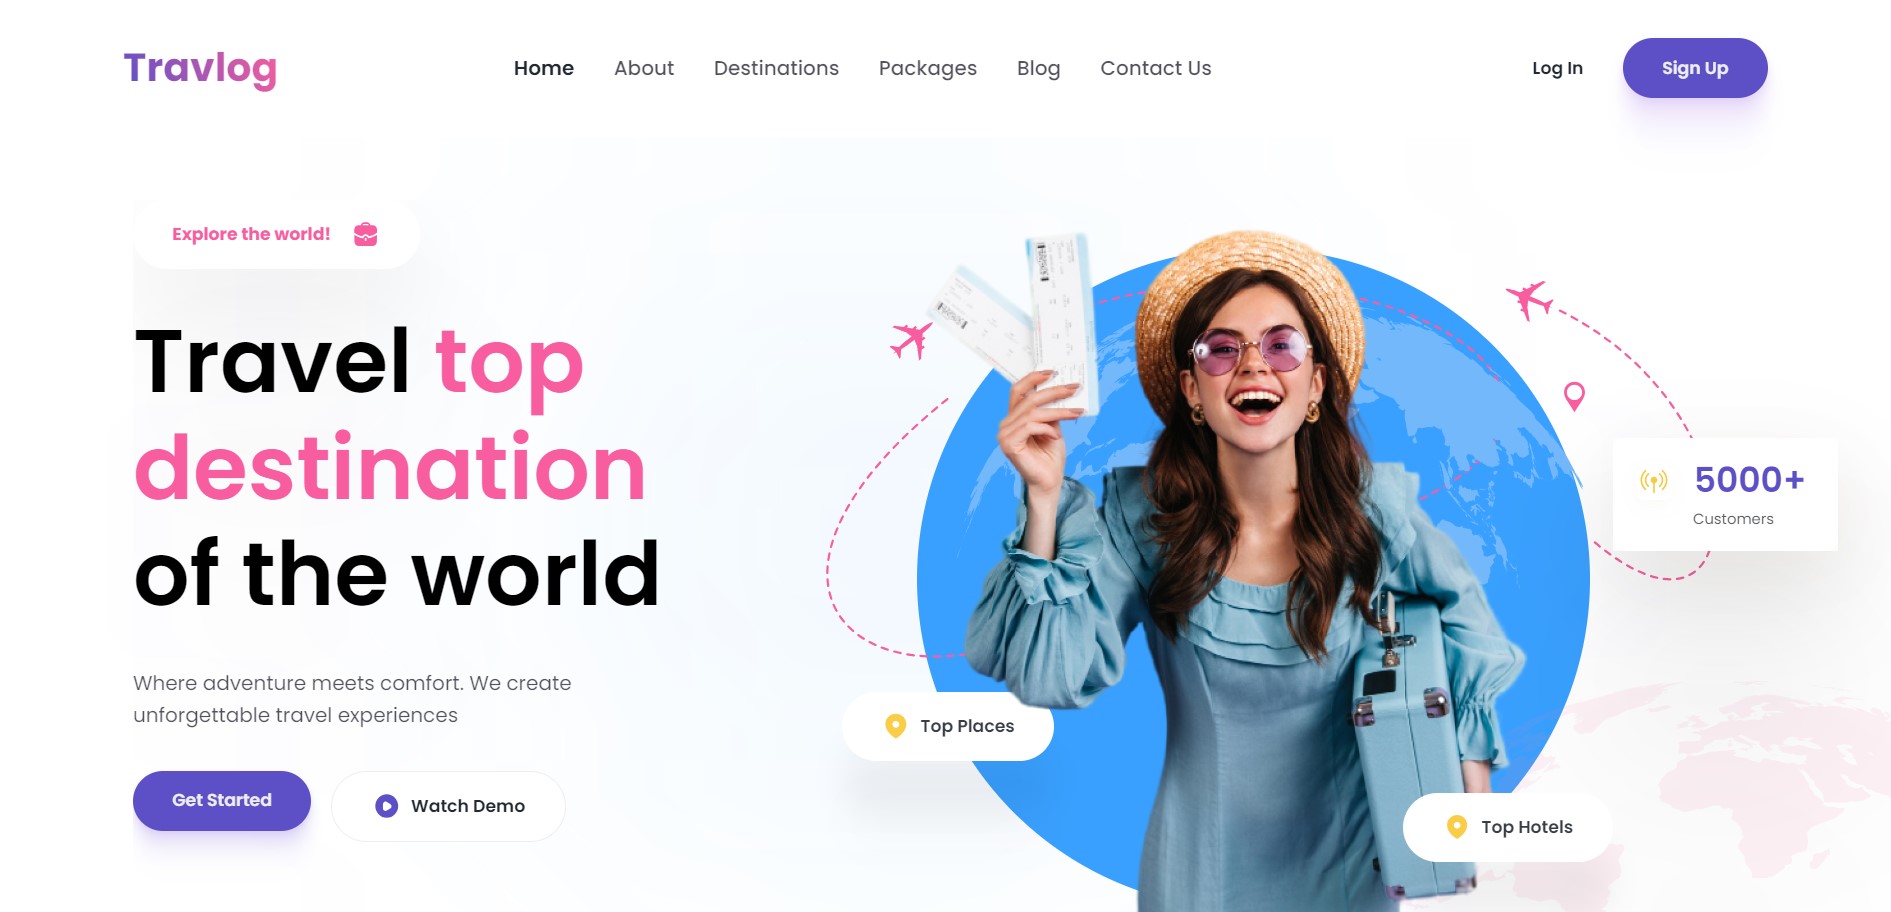 Travlog
Home About Destinations Packages Blog Contact Us
Log In
Sign Up
Explore the world!
Travel top
destination
of the world
Where adventure meets comfort. We create
unforgettable travel experiences
Get Started
Watch Demo
5000+
Customers
Top Places
Top Hotels